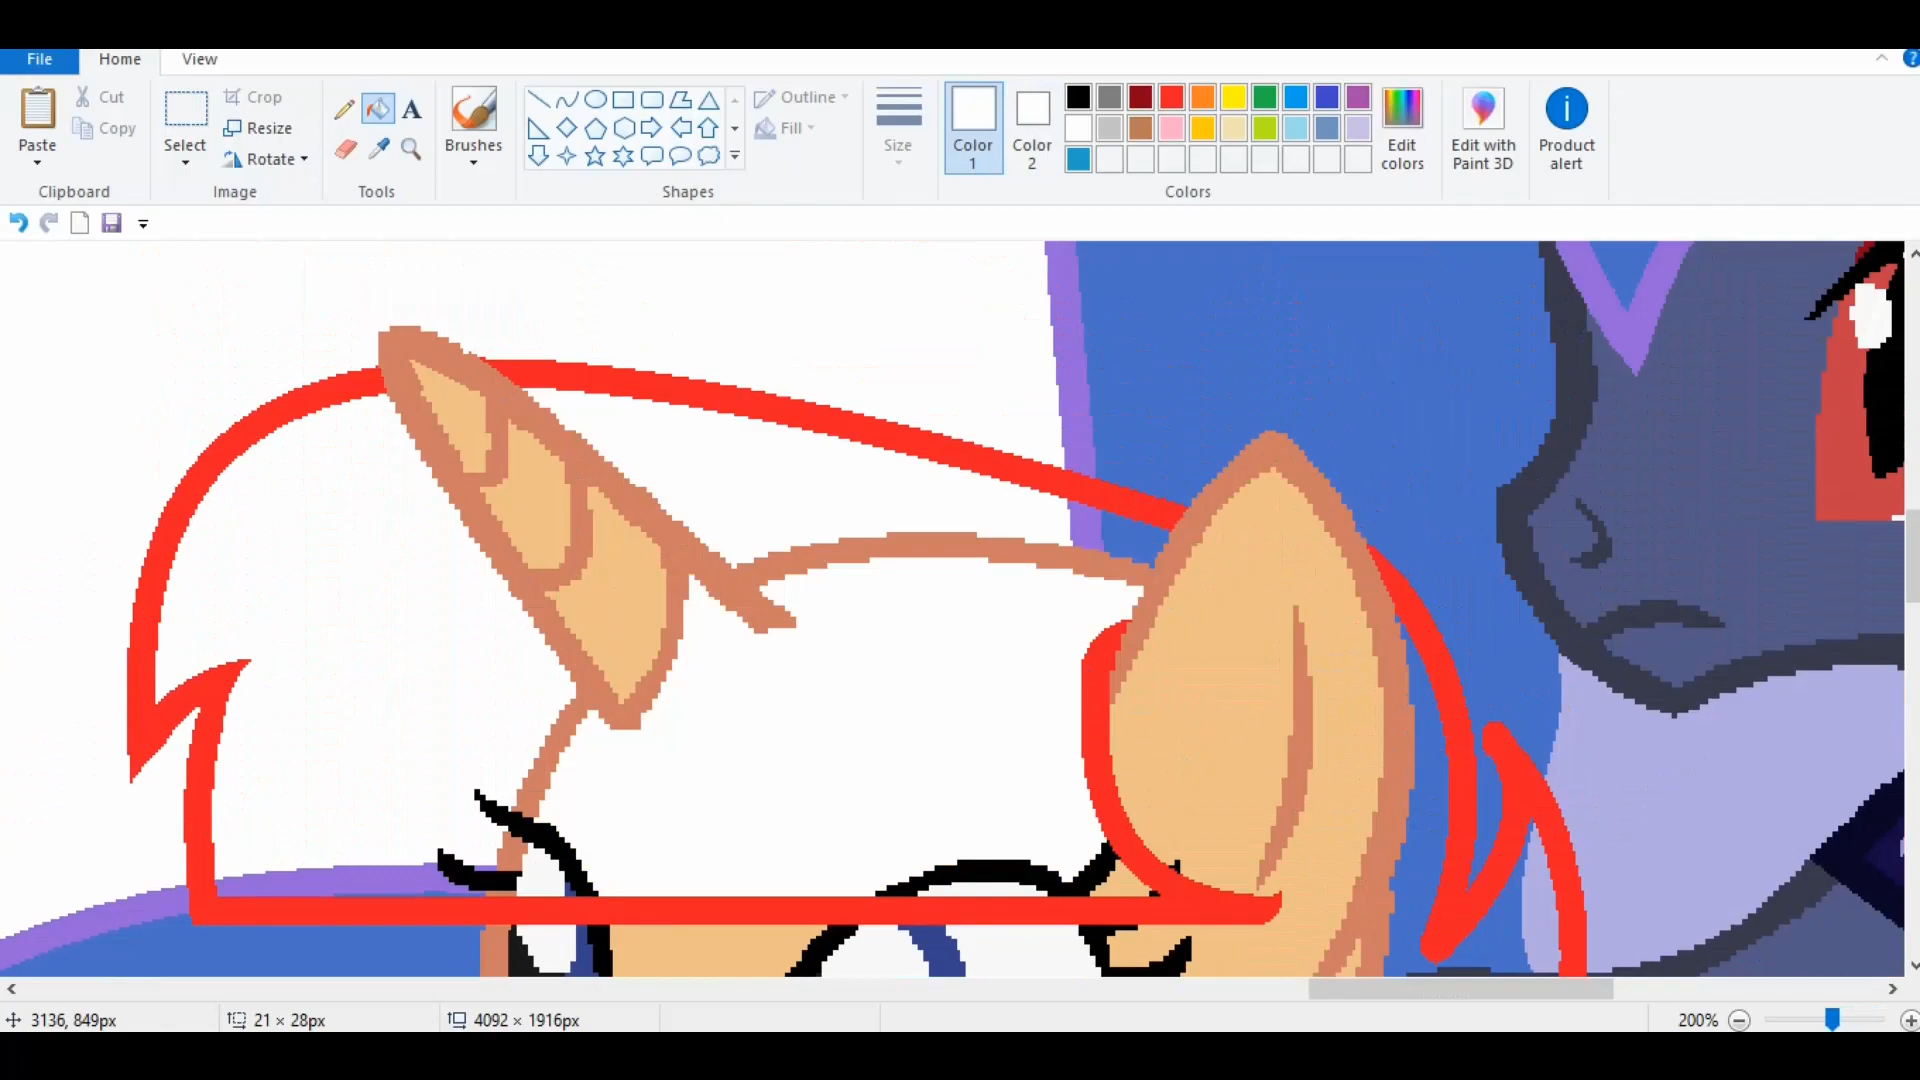 File Home View
Paste
Cut
Copy
Clipboard
Select
Crop
Resize
Rotate
Image
A
Tools
Brushes
Shapes
Outline
Fill
Size
Color 1
Color 2
Colors
Edit colors
Edit with Paint 3D
Product alert
?
3136, 849px
21 × 28px
4092 × 1916px
200%